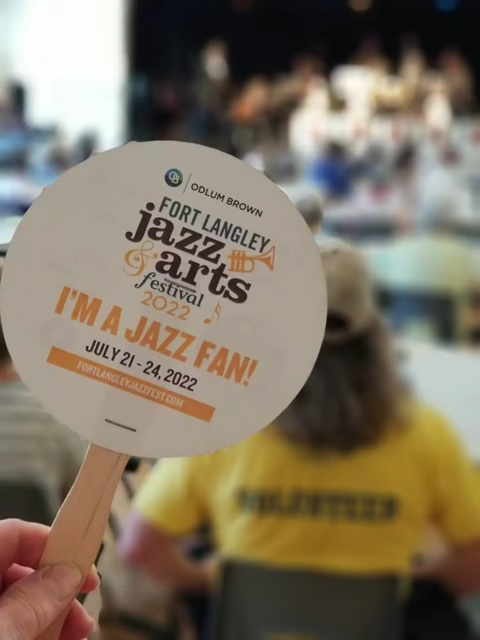 ODLUM BROWN
FORT LANGLEY
jazz
& arts
festival
2022
I'M A JAZZ FAN!
JULY 21 - 24, 2022
FORTLANGLEYJAZZFEST.COM
VOLUNTEER